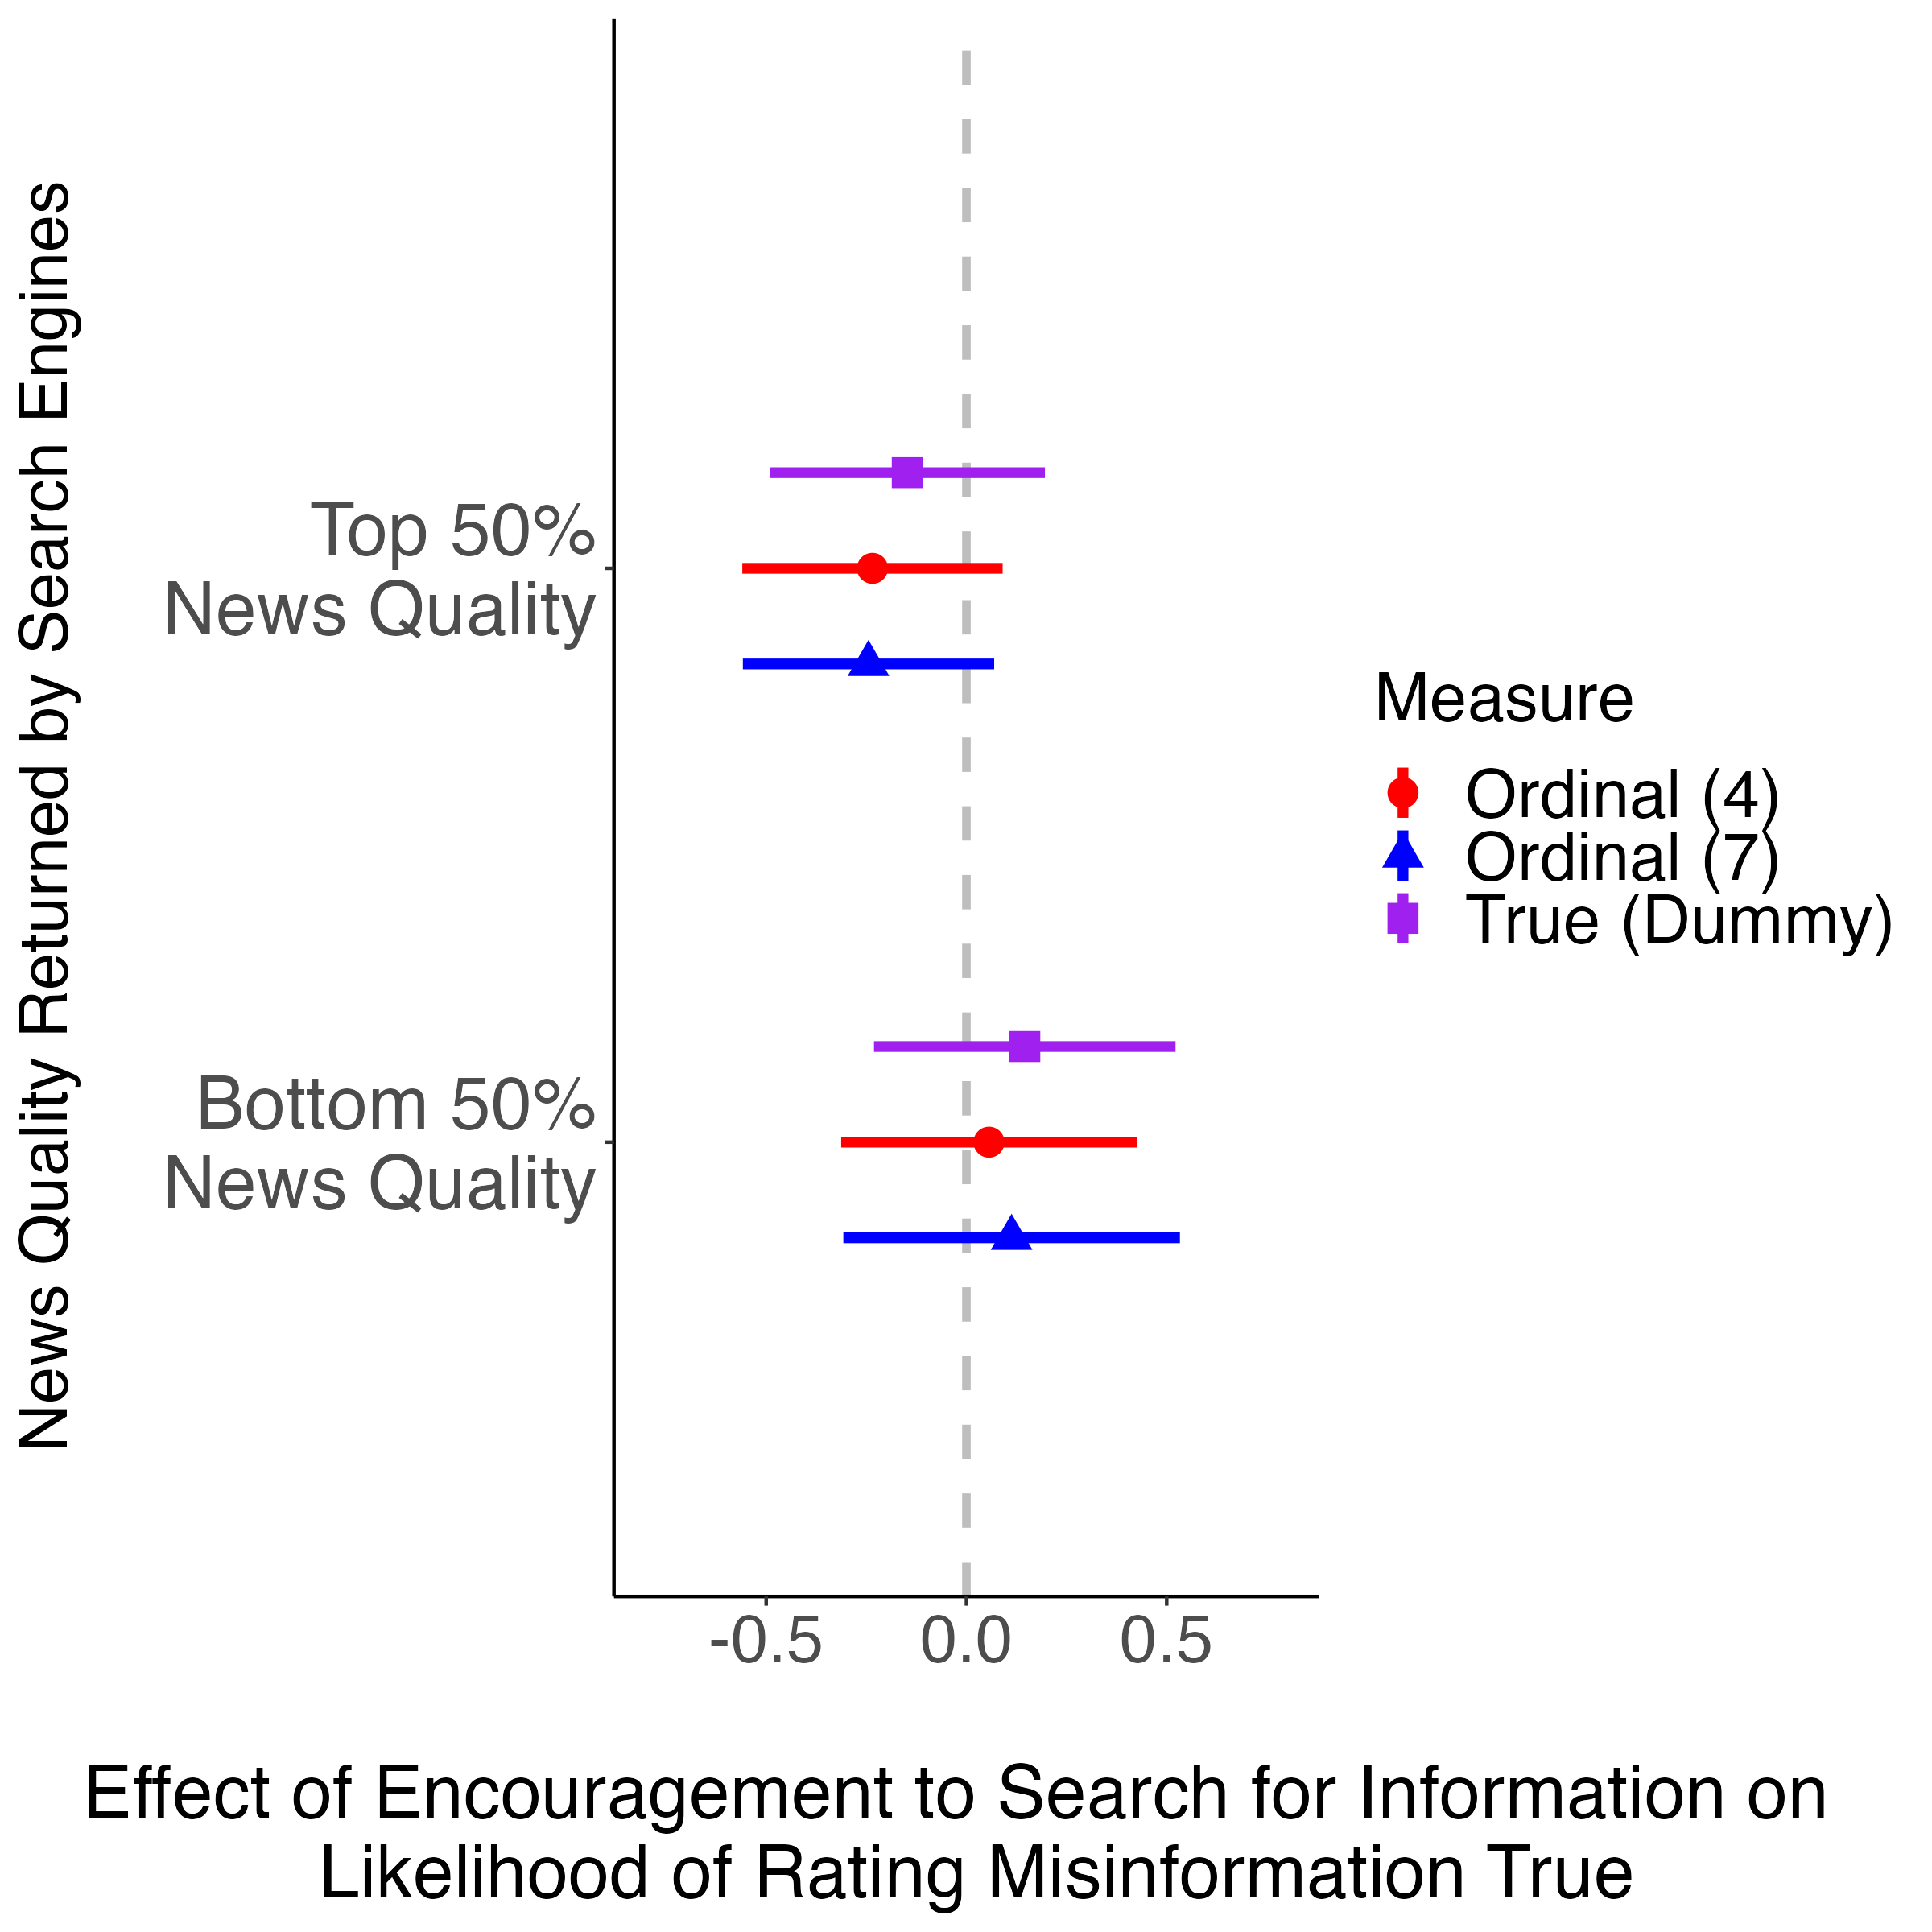 News Quality Returned by Search Engines
Top 50%
News Quality
Bottom 50%
News Quality
-0.5 0.0 0.5
Effect of Encouragement to Search for Information on
Likelihood of Rating Misinformation True
Measure
Ordinal (4)
Ordinal (7)
True (Dummy)